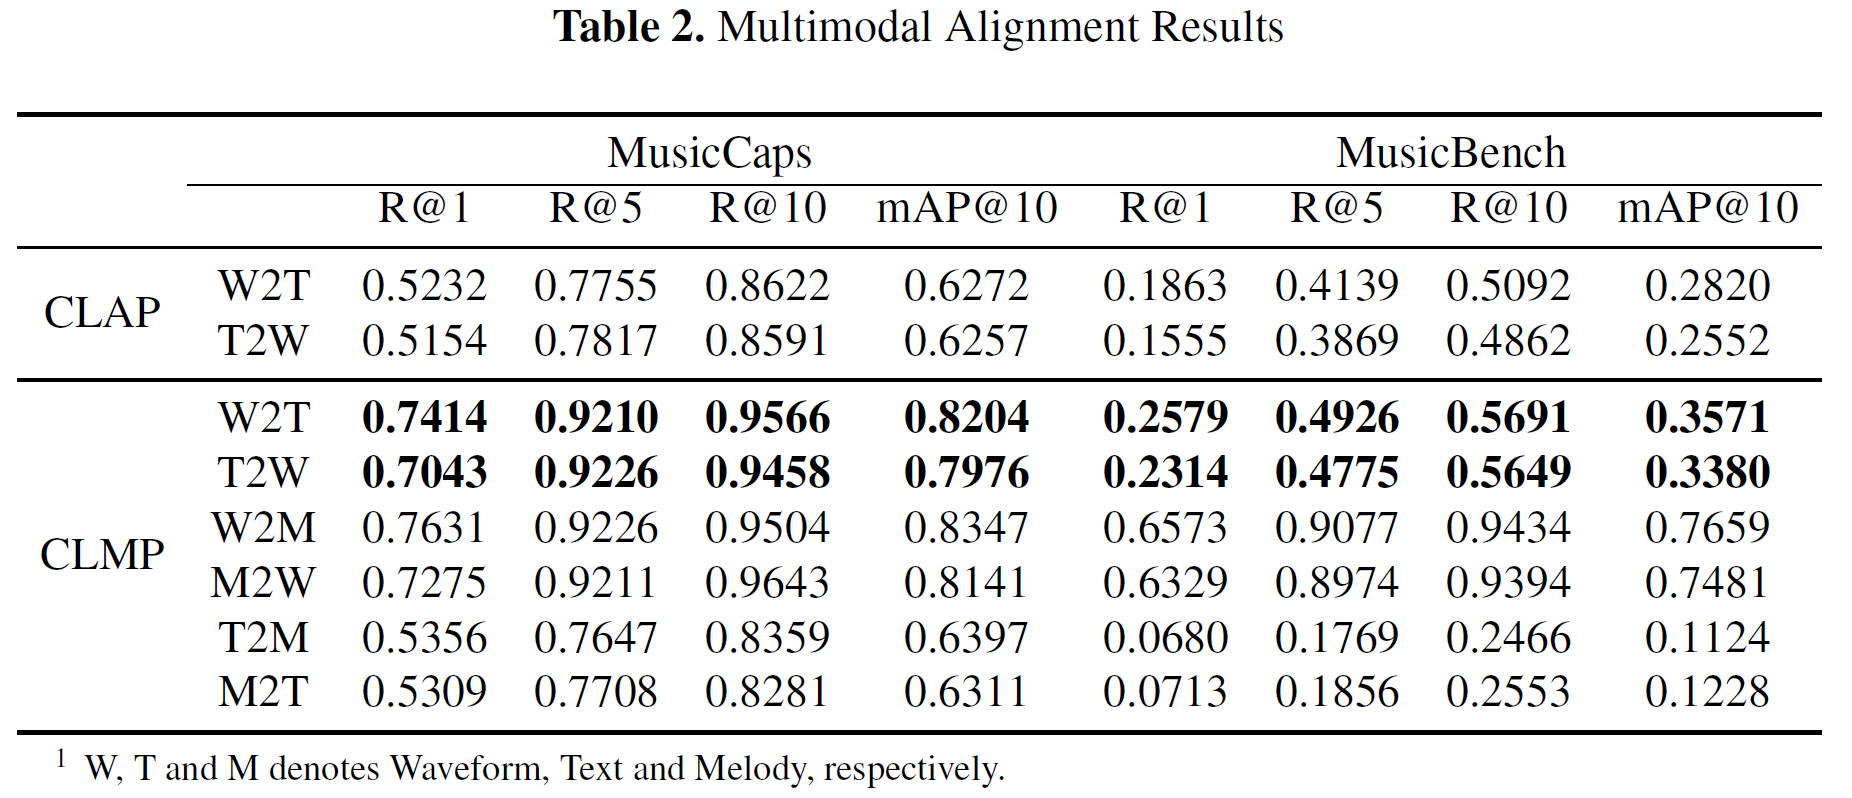 Table 2. Multimodal Alignment Results
MusicCaps MusicBench
R@1 R@5 R@10 mAP@10 R@1 R@5 R@10 mAP@10
CLAP
W2T 0.5232 0.7755 0.8622 0.6272 0.1863 0.4139 0.5092 0.2820
T2W 0.5154 0.7817 0.8591 0.6257 0.1555 0.3869 0.4862 0.2552
CLMP
W2T 0.7414 0.9210 0.9566 0.8204 0.2579 0.4926 0.5691 0.3571
T2W 0.7043 0.9226 0.9458 0.7976 0.2314 0.4775 0.5649 0.3380
W2M 0.7631 0.9226 0.9504 0.8347 0.6573 0.9077 0.9434 0.7659
M2W 0.7275 0.9211 0.9643 0.8141 0.6329 0.8974 0.9394 0.7481
T2M 0.5356 0.7647 0.8359 0.6397 0.0680 0.1769 0.2466 0.1124
M2T 0.5309 0.7708 0.8281 0.6311 0.0713 0.1856 0.2553 0.1228
1 W, T and M denotes Waveform, Text and Melody, respectively.